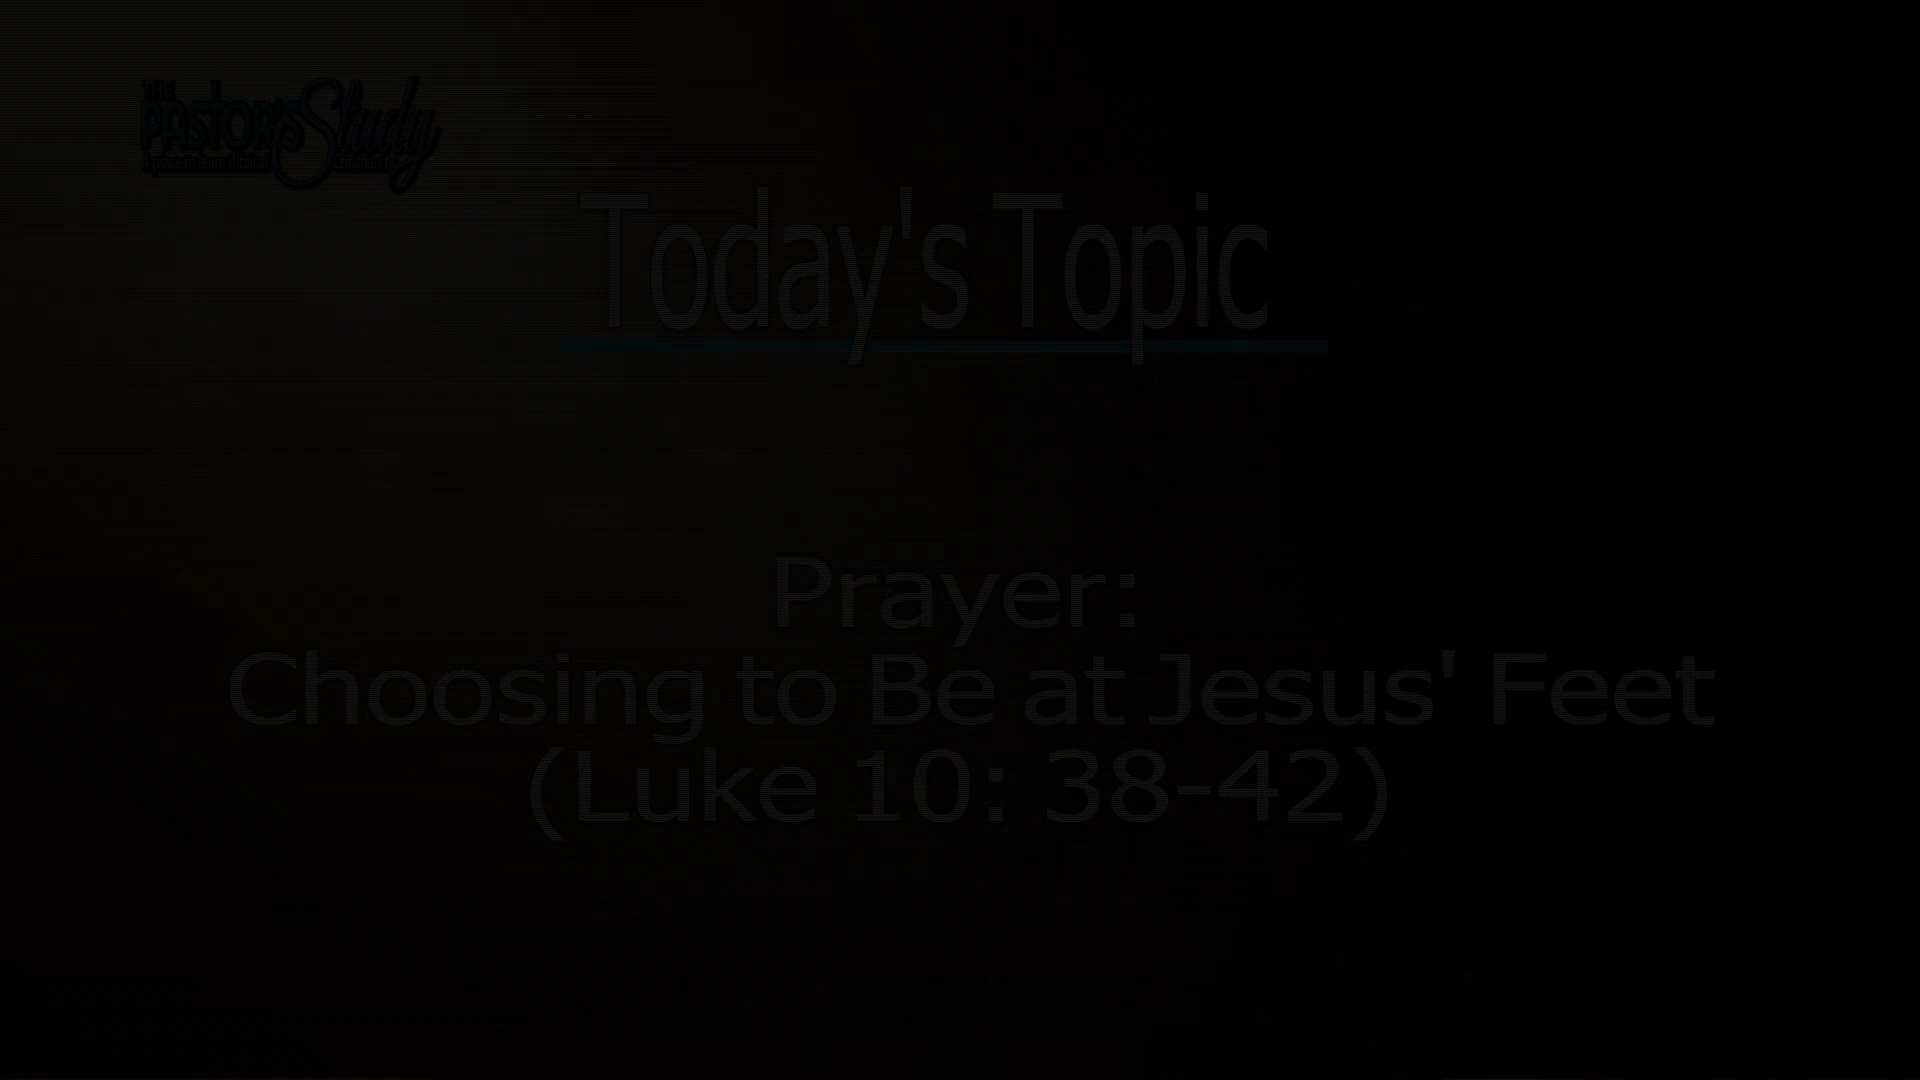 THE
PASTOR'S Study
Today's Topic
Prayer:
Choosing to Be at Jesus' Feet
(Luke 10: 38-42)